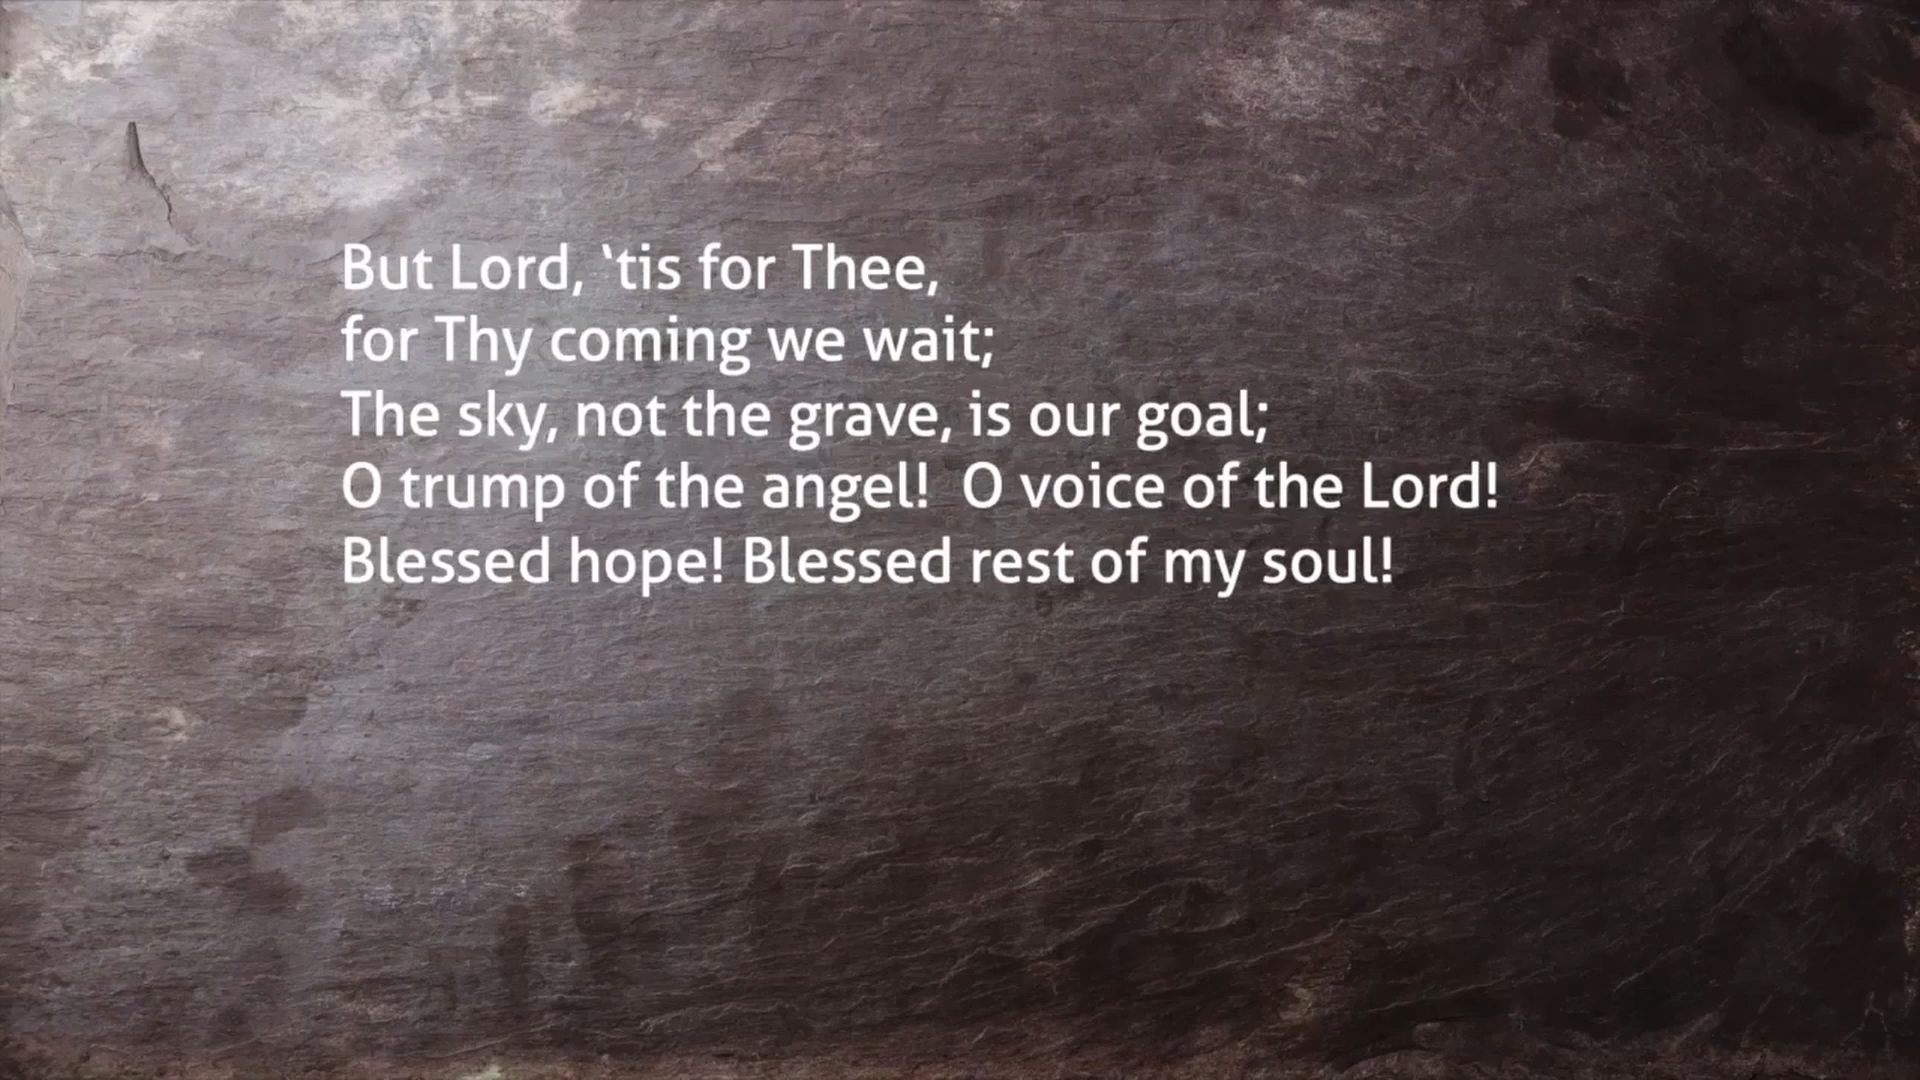 But Lord, ‘tis for Thee,
for Thy coming we wait;
The sky, not the grave, is our goal;
O trump of the angel!  O voice of the Lord!
Blessed hope! Blessed rest of my soul!